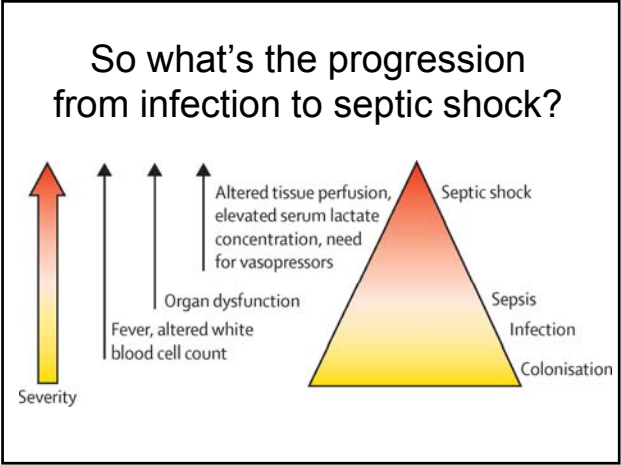 So what's the progression
from infection to septic shock?
Altered tissue perfusion,
elevated serum lactate
concentration, need
for vasopressors
Organ dysfunction
Fever, altered white
blood cell count
Severity
Septic shock
Sepsis
Infection
Colonisation